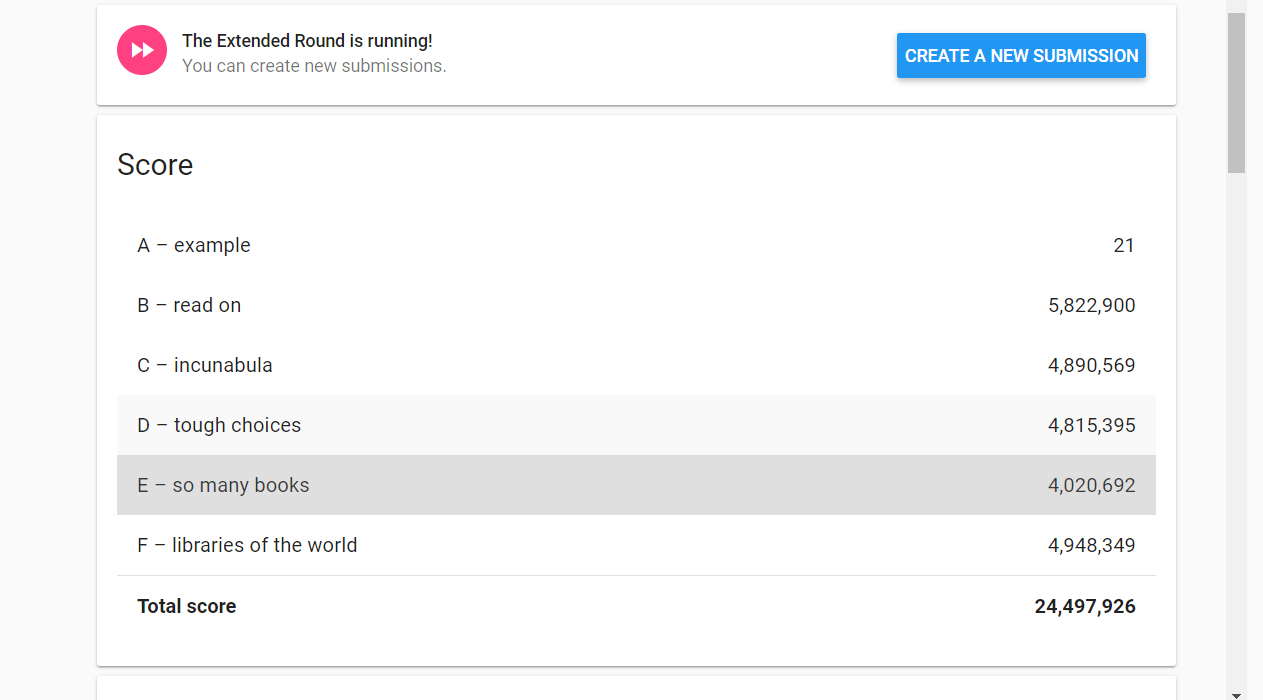 The Extended Round is running!
You can create new submissions.
CREATE A NEW SUBMISSION
Score
A – example 21
B – read on 5,822,900
C – incunabula 4,890,569
D – tough choices 4,815,395
E – so many books 4,020,692
F – libraries of the world 4,948,349
Total score 24,497,926